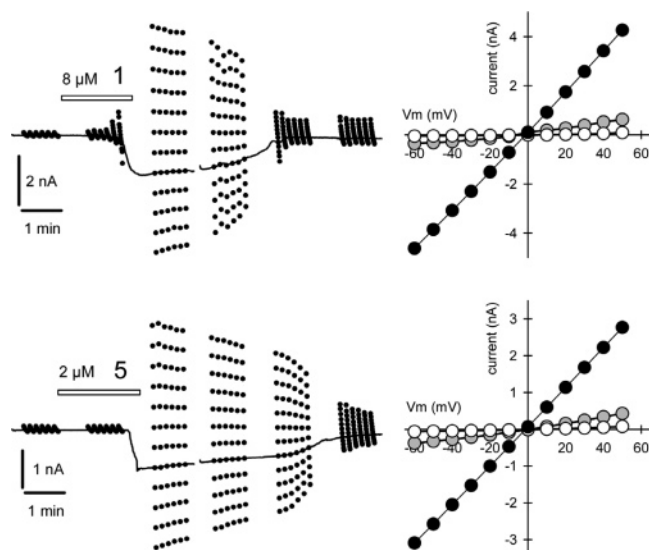 8 µM 1
2 nA
1 min
current (nA)
4
2
Vm (mV)
-60 -40 -20 20 40 60
-2
-4
2 µM 5
1 nA
1 min
current (nA)
3
2
1
Vm (mV)
-60 -40 -20 20 40 60
-1
-2
-3